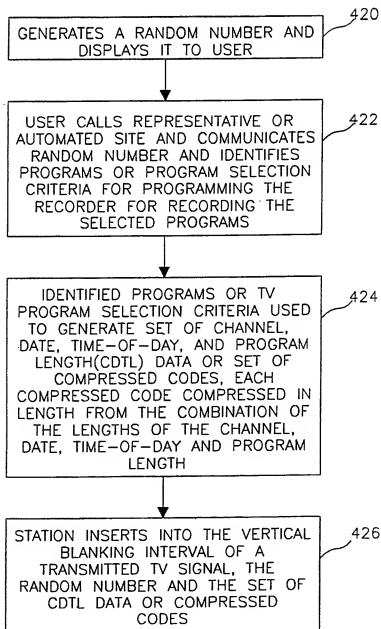 GENERATES A RANDOM NUMBER AND
DISPLAYS IT TO USER
420
USER CALLS REPRESENTATIVE OR
AUTOMATED SITE AND COMMUNICATES
RANDOM NUMBER AND IDENTIFIES
PROGRAMS OR PROGRAM SELECTION
CRITERIA FOR PROGRAMMING THE
RECORDER FOR RECORDING THE
SELECTED PROGRAMS
422
IDENTIFIED PROGRAMS OR TV
PROGRAM SELECTION CRITERIA USED
TO GENERATE SET OF CHANNEL,
DATE, TIME-OF-DAY, AND PROGRAM
LENGTH(CDTL) DATA OR SET OF
COMPRESSED CODES, EACH
COMPRESSED CODE COMPRESSED IN
LENGTH FROM THE COMBINATION OF
THE LENGTHS OF THE CHANNEL,
DATE, TIME-OF-DAY AND PROGRAM
LENGTH
424
STATION INSERTS INTO THE VERTICAL
BLANKING INTERVAL OF A
TRANSMITTED TV SIGNAL, THE
RANDOM NUMBER AND THE SET OF
CDTL DATA OR COMPRESSED
CODES
426